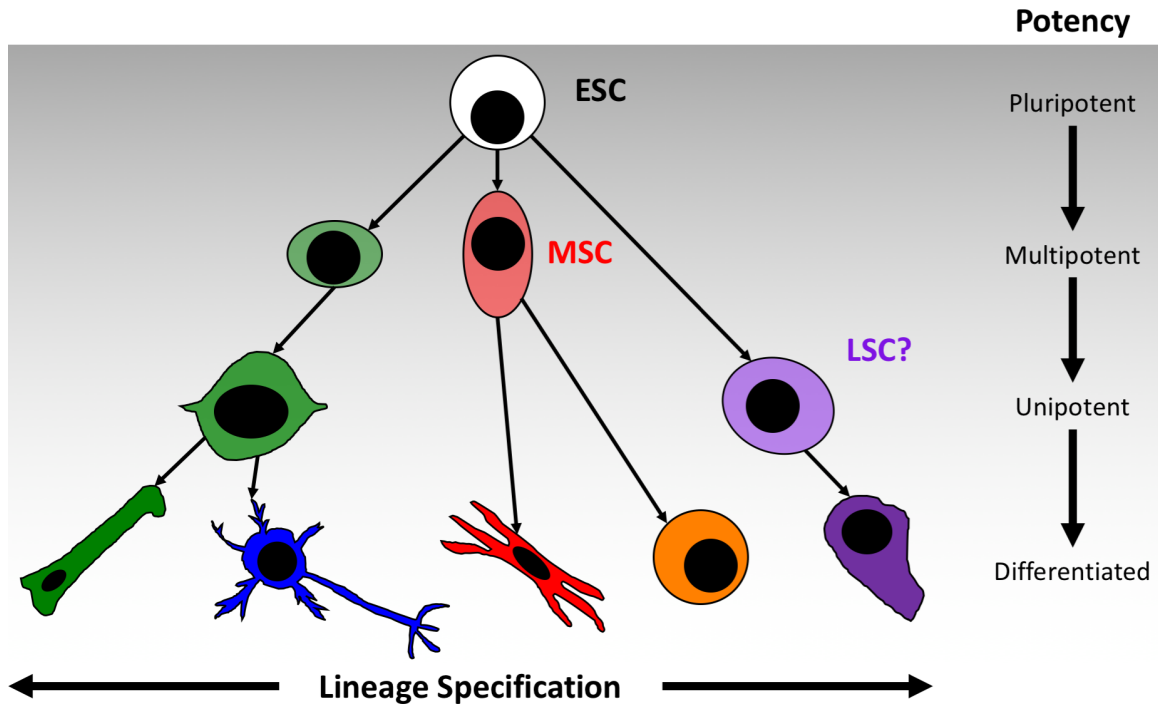 Potency
ESC
Pluripotent
MSC
Multipotent
LSC?
Unipotent
Differentiated
Lineage Specification